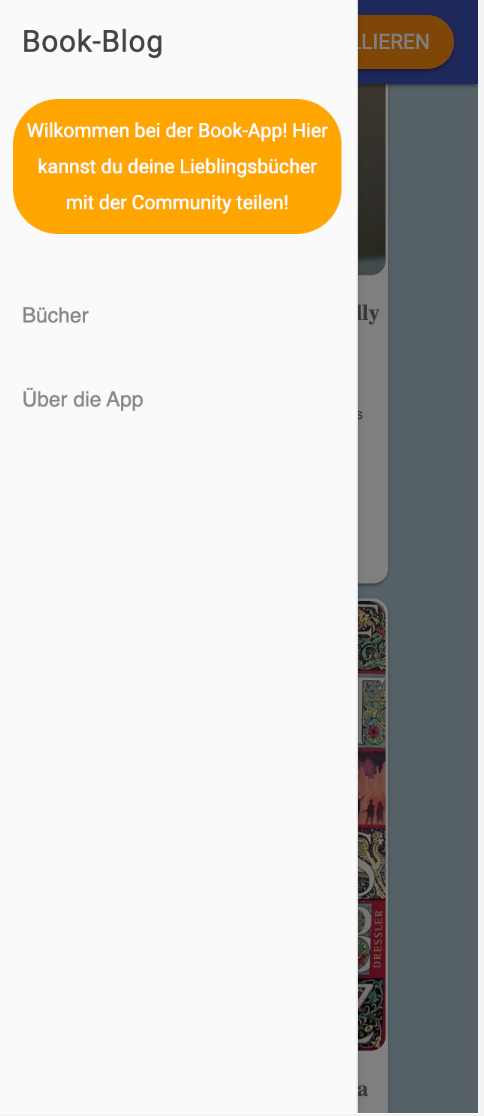 Book-Blog
LLIEREN
Wilkommen bei der Book-App! Hier
kannst du deine Lieblingsbücher
mit der Community teilen!
lly
Bücher
Über die App
s
DRESSLER
a